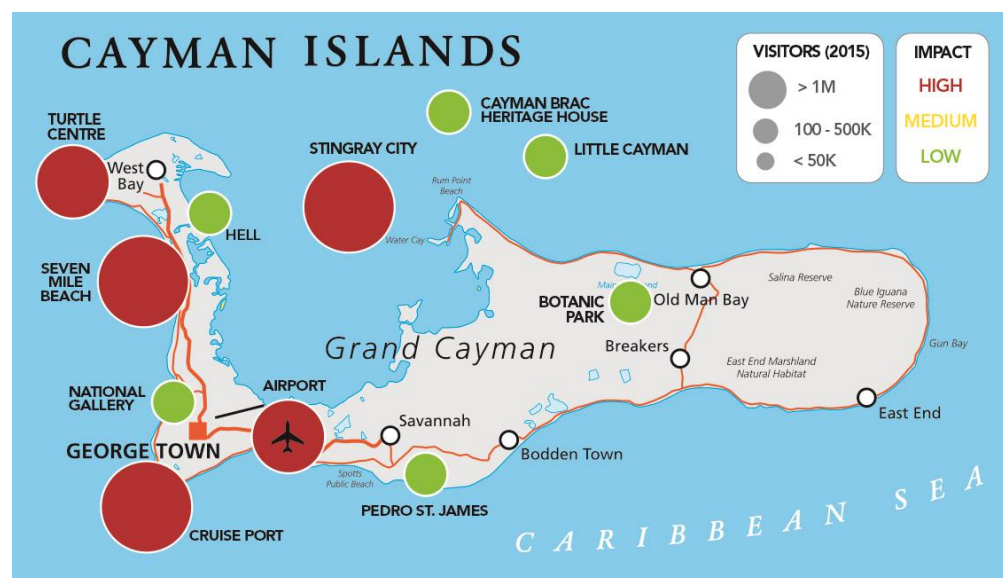 CAYMAN ISLANDS
VISITORS (2015)
> 1M
100 - 500K
< 50K
IMPACT
HIGH
MEDIUM
LOW
TURTLE
CENTRE
West
Bay
HELL
SEVEN
MILE
BEACH
STINGRAY CITY
CAYMAN BRAC
HERITAGE HOUSE
LITTLE CAYMAN
Rum Point
Beach
Water Cay
BOTANIC
PARK
Old Man Bay
Salina Reserve
Blue Iguana
Nature Reserve
Gun Bay
Grand Cayman
Breakers
East End Marshland
Natural Habitat
East End
NATIONAL
GALLERY
AIRPORT
GEORGE TOWN
Savannah
Bodden Town
Spotts
Public Beach
PEDRO ST. JAMES
CRUISE PORT
CARIBBEAN SEA